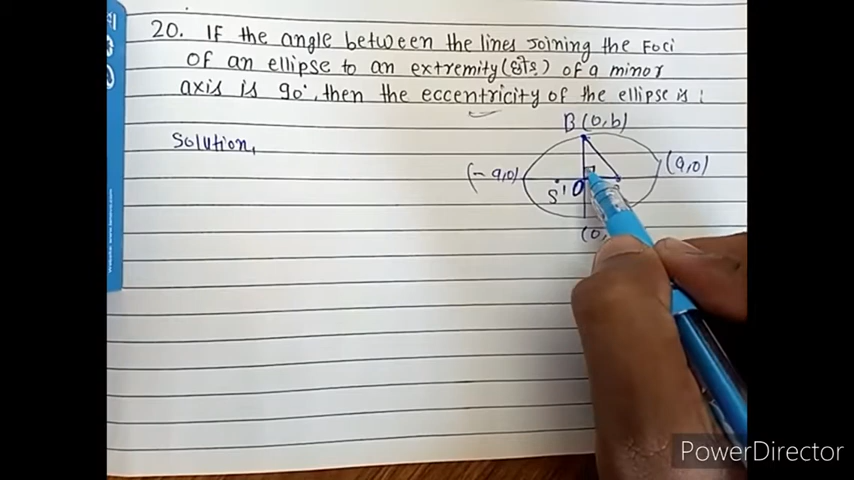 20. If the angle between the lines Joining the Foci
of an ellipse to an extremity ( ) of a minor
axis is 90°, then the eccentricity of the ellipse is :
Solution,
B (0,b)
(-a,0)
(a,0)
S' O
(0,
PowerDirector